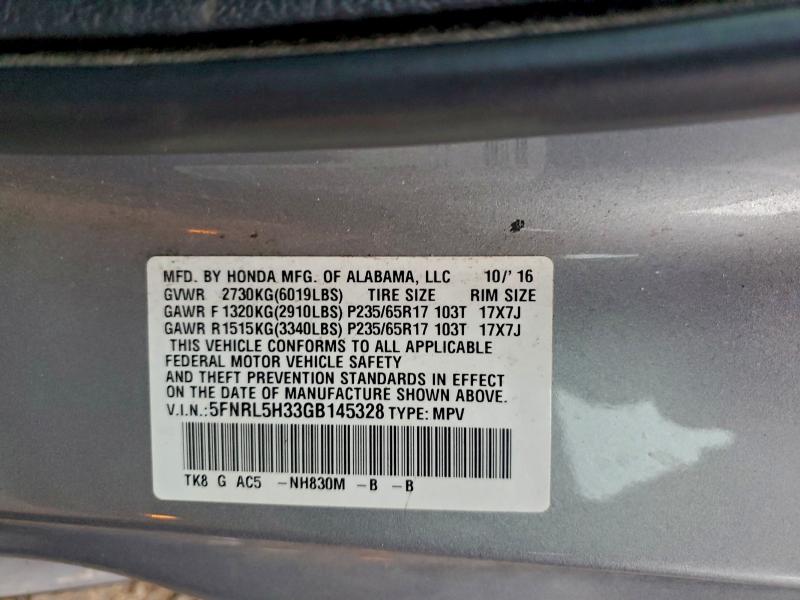 MFD. BY HONDA MFG. OF ALABAMA, LLC 10/' 16
GVWR 2730KG(6019LBS) TIRE SIZE RIM SIZE
GAWR F 1320KG(2910LBS) P235/65R17 103T 17X7J
GAWR R1515KG(3340LBS) P235/65R17 103T 17X7J
THIS VEHICLE CONFORMS TO ALL APPLICABLE
FEDERAL MOTOR VEHICLE SAFETY
AND THEFT PREVENTION STANDARDS IN EFFECT
ON THE DATE OF MANUFACTURE SHOWN ABOVE.
V.I.N.:5FNRL5H33GB145328 TYPE: MPV
TK8 G AC5 -NH830M -B -B